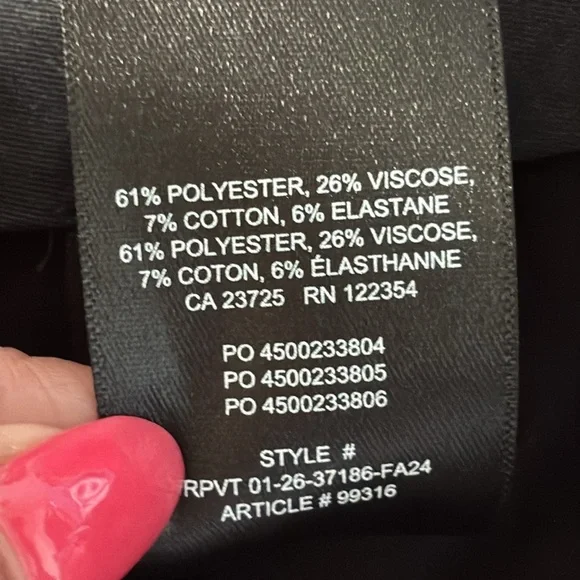 61% POLYESTER, 26% VISCOSE,
7% COTTON, 6% ELASTANE
61% POLYESTER, 26% VISCOSE,
7% COTON, 6% ÉLASTHANNE
CA 23725 RN 122354
PO 4500233804
PO 4500233805
PO 4500233806
STYLE #
01-26-37186-FA24
ARTICLE # 99316